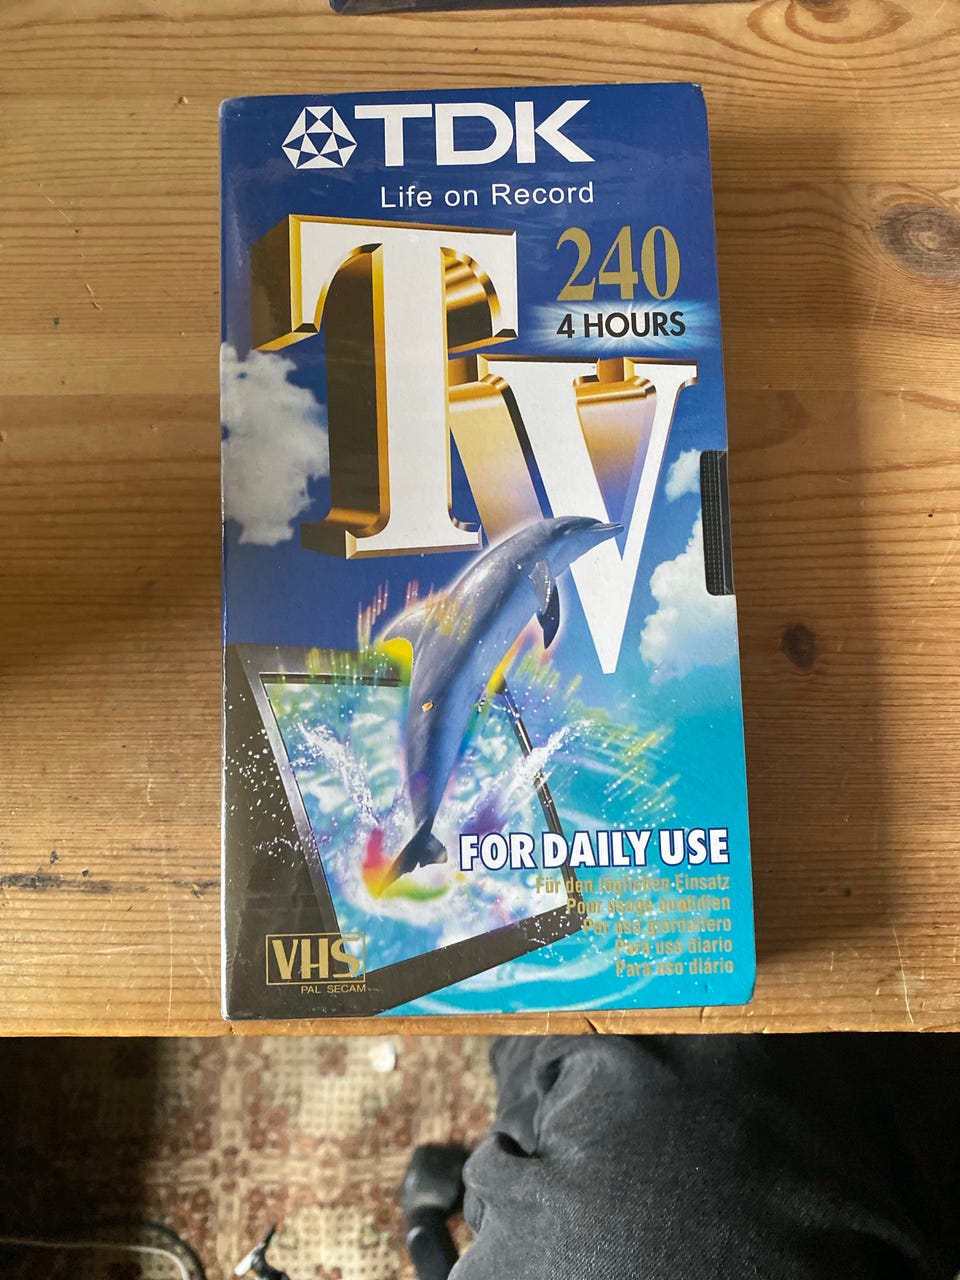 TDK
Life on Record
TV
240
4 HOURS
FOR DAILY USE
Für den täglichen Einsatz
Pour usage quotidien
Per uso giornaliero
Para uso diario
Para uso diário
VHS
PAL SECAM